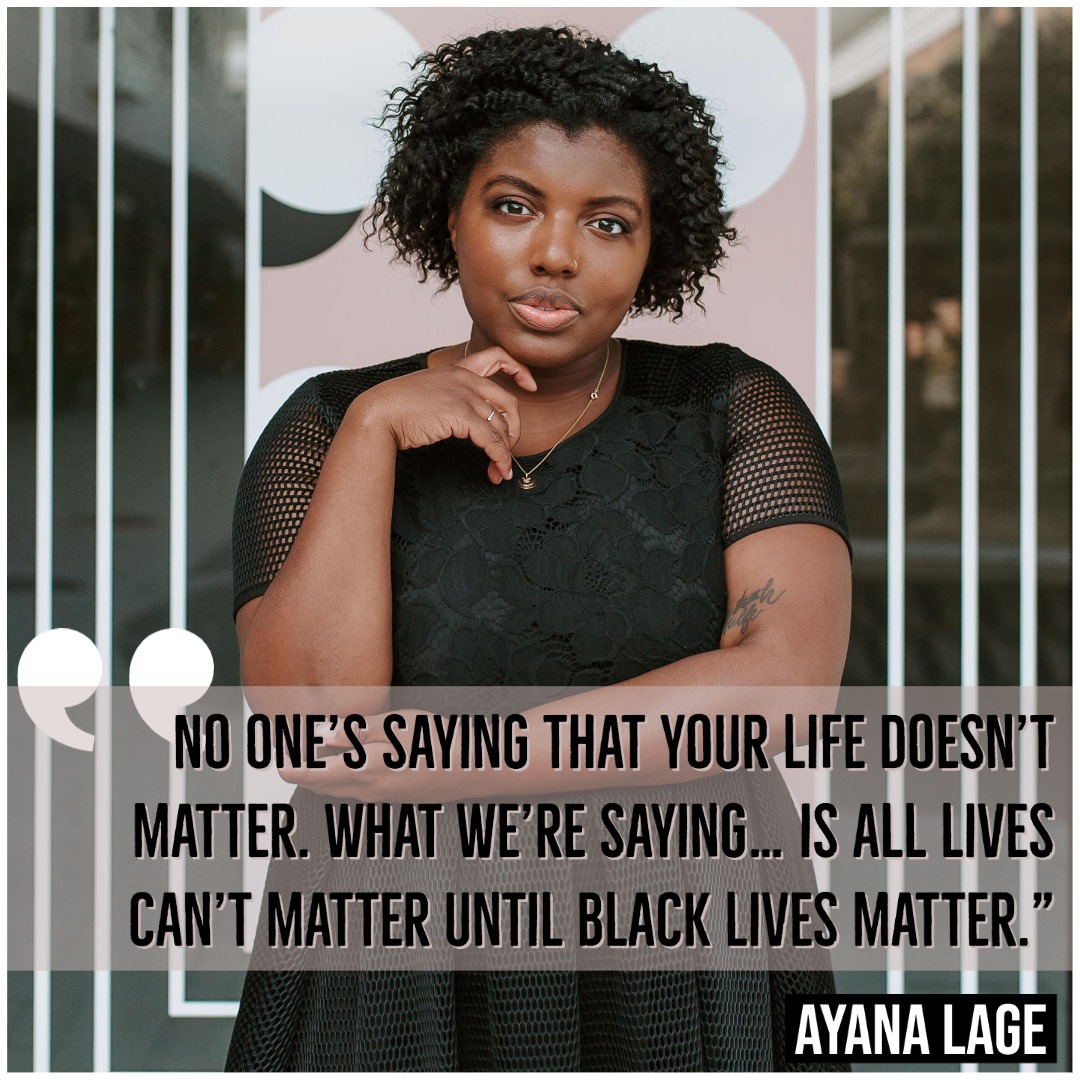 NO ONE'S SAYING THAT YOUR LIFE DOESN'T
MATTER. WHAT WE'RE SAYING... IS ALL LIVES
CAN'T MATTER UNTIL BLACK LIVES MATTER.”
AYANA LAGE